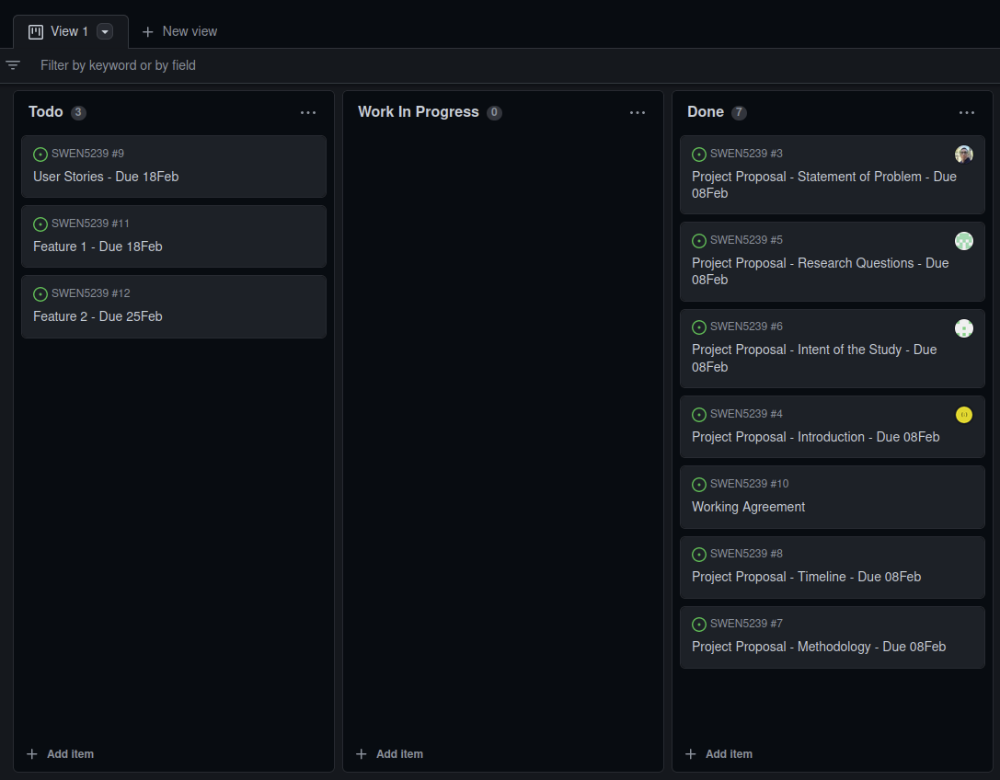 View 1
New view
Filter by keyword or by field
Todo 3
SWEN5239 #9
User Stories - Due 18Feb
SWEN5239 #11
Feature 1 - Due 18Feb
SWEN5239 #12
Feature 2 - Due 25Feb
Add item
Work In Progress 0
Add item
Done 7
SWEN5239 #3
Project Proposal - Statement of Problem - Due
08Feb
SWEN5239 #5
Project Proposal - Research Questions - Due
08Feb
SWEN5239 #6
Project Proposal - Intent of the Study - Due
08Feb
SWEN5239 #4
Project Proposal - Introduction - Due 08Feb
SWEN5239 #10
Working Agreement
SWEN5239 #8
Project Proposal - Timeline - Due 08Feb
SWEN5239 #7
Project Proposal - Methodology - Due 08Feb
Add item